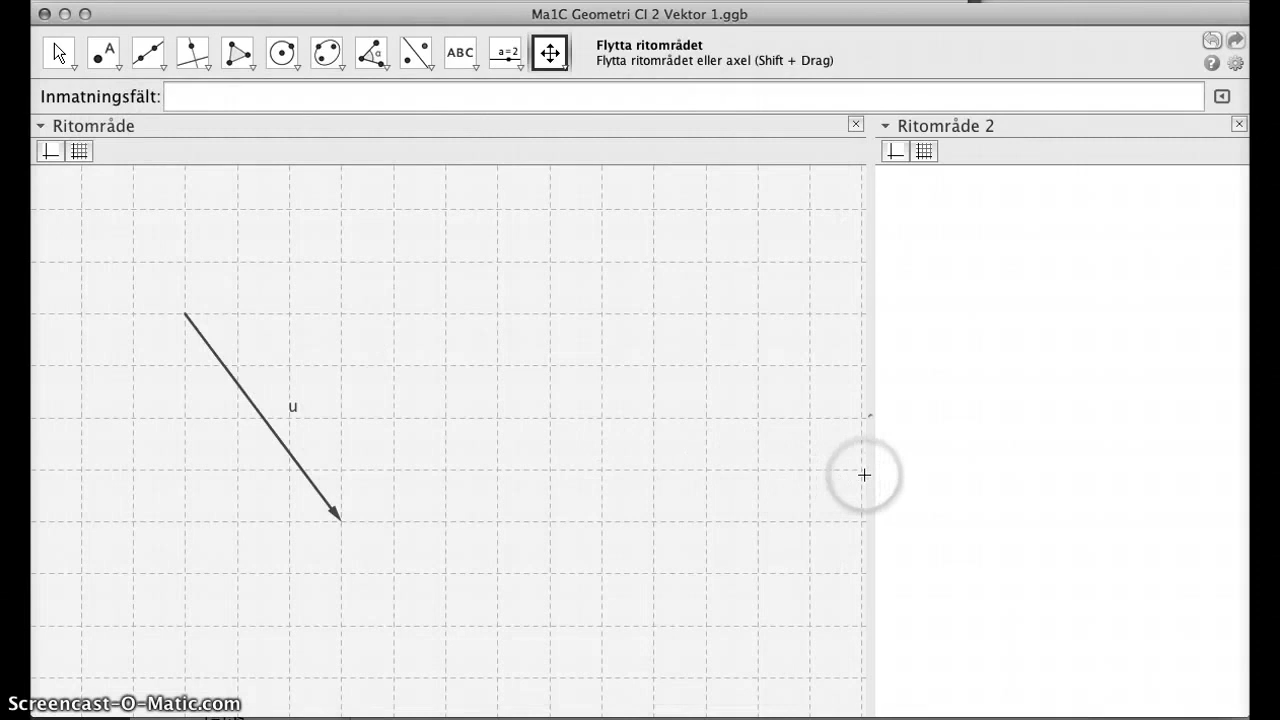 Ma1C Geometri CI 2 Vektor 1.ggb
A
α
ABC
a=2
Flytta ritområdet
Flytta ritområdet eller axel (Shift + Drag)
Inmatningsfält:
Ritområde
Ritområde 2
u
Screencast-O-Matic.com